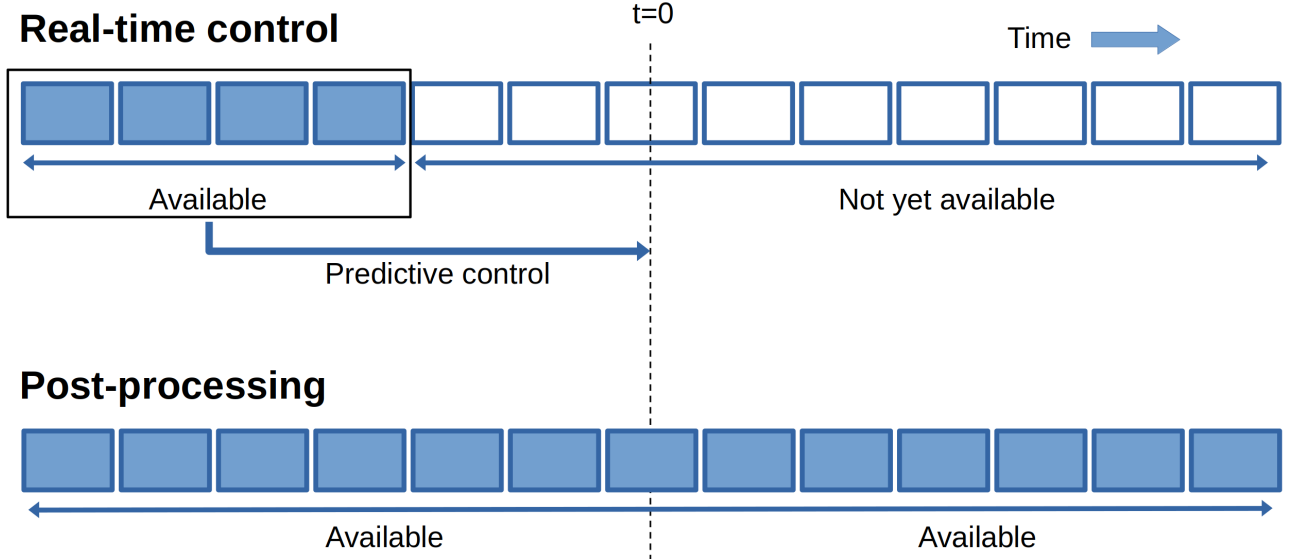 Real-time control
t=0
Time
Available
Not yet available
Predictive control
Post-processing
Available
Available